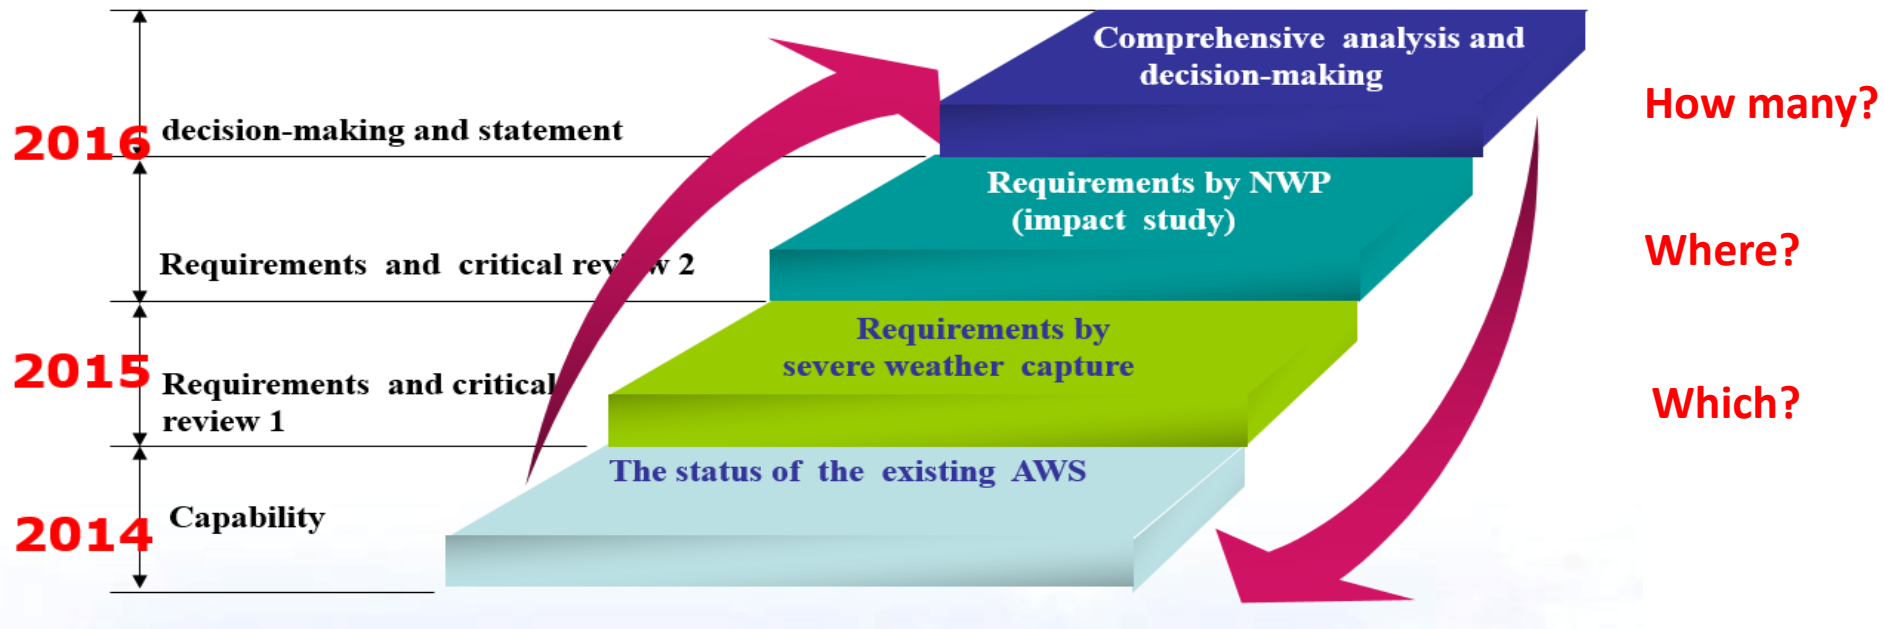 Comprehensive analysis and
decision-making
How many?
2016
decision-making and statement
Requirements by NWP
(impact study)
Where?
Requirements and critical review 2
Requirements by
severe weather capture
2015
Requirements and critical
review 1
Which?
The status of the existing AWS
Capability
2014